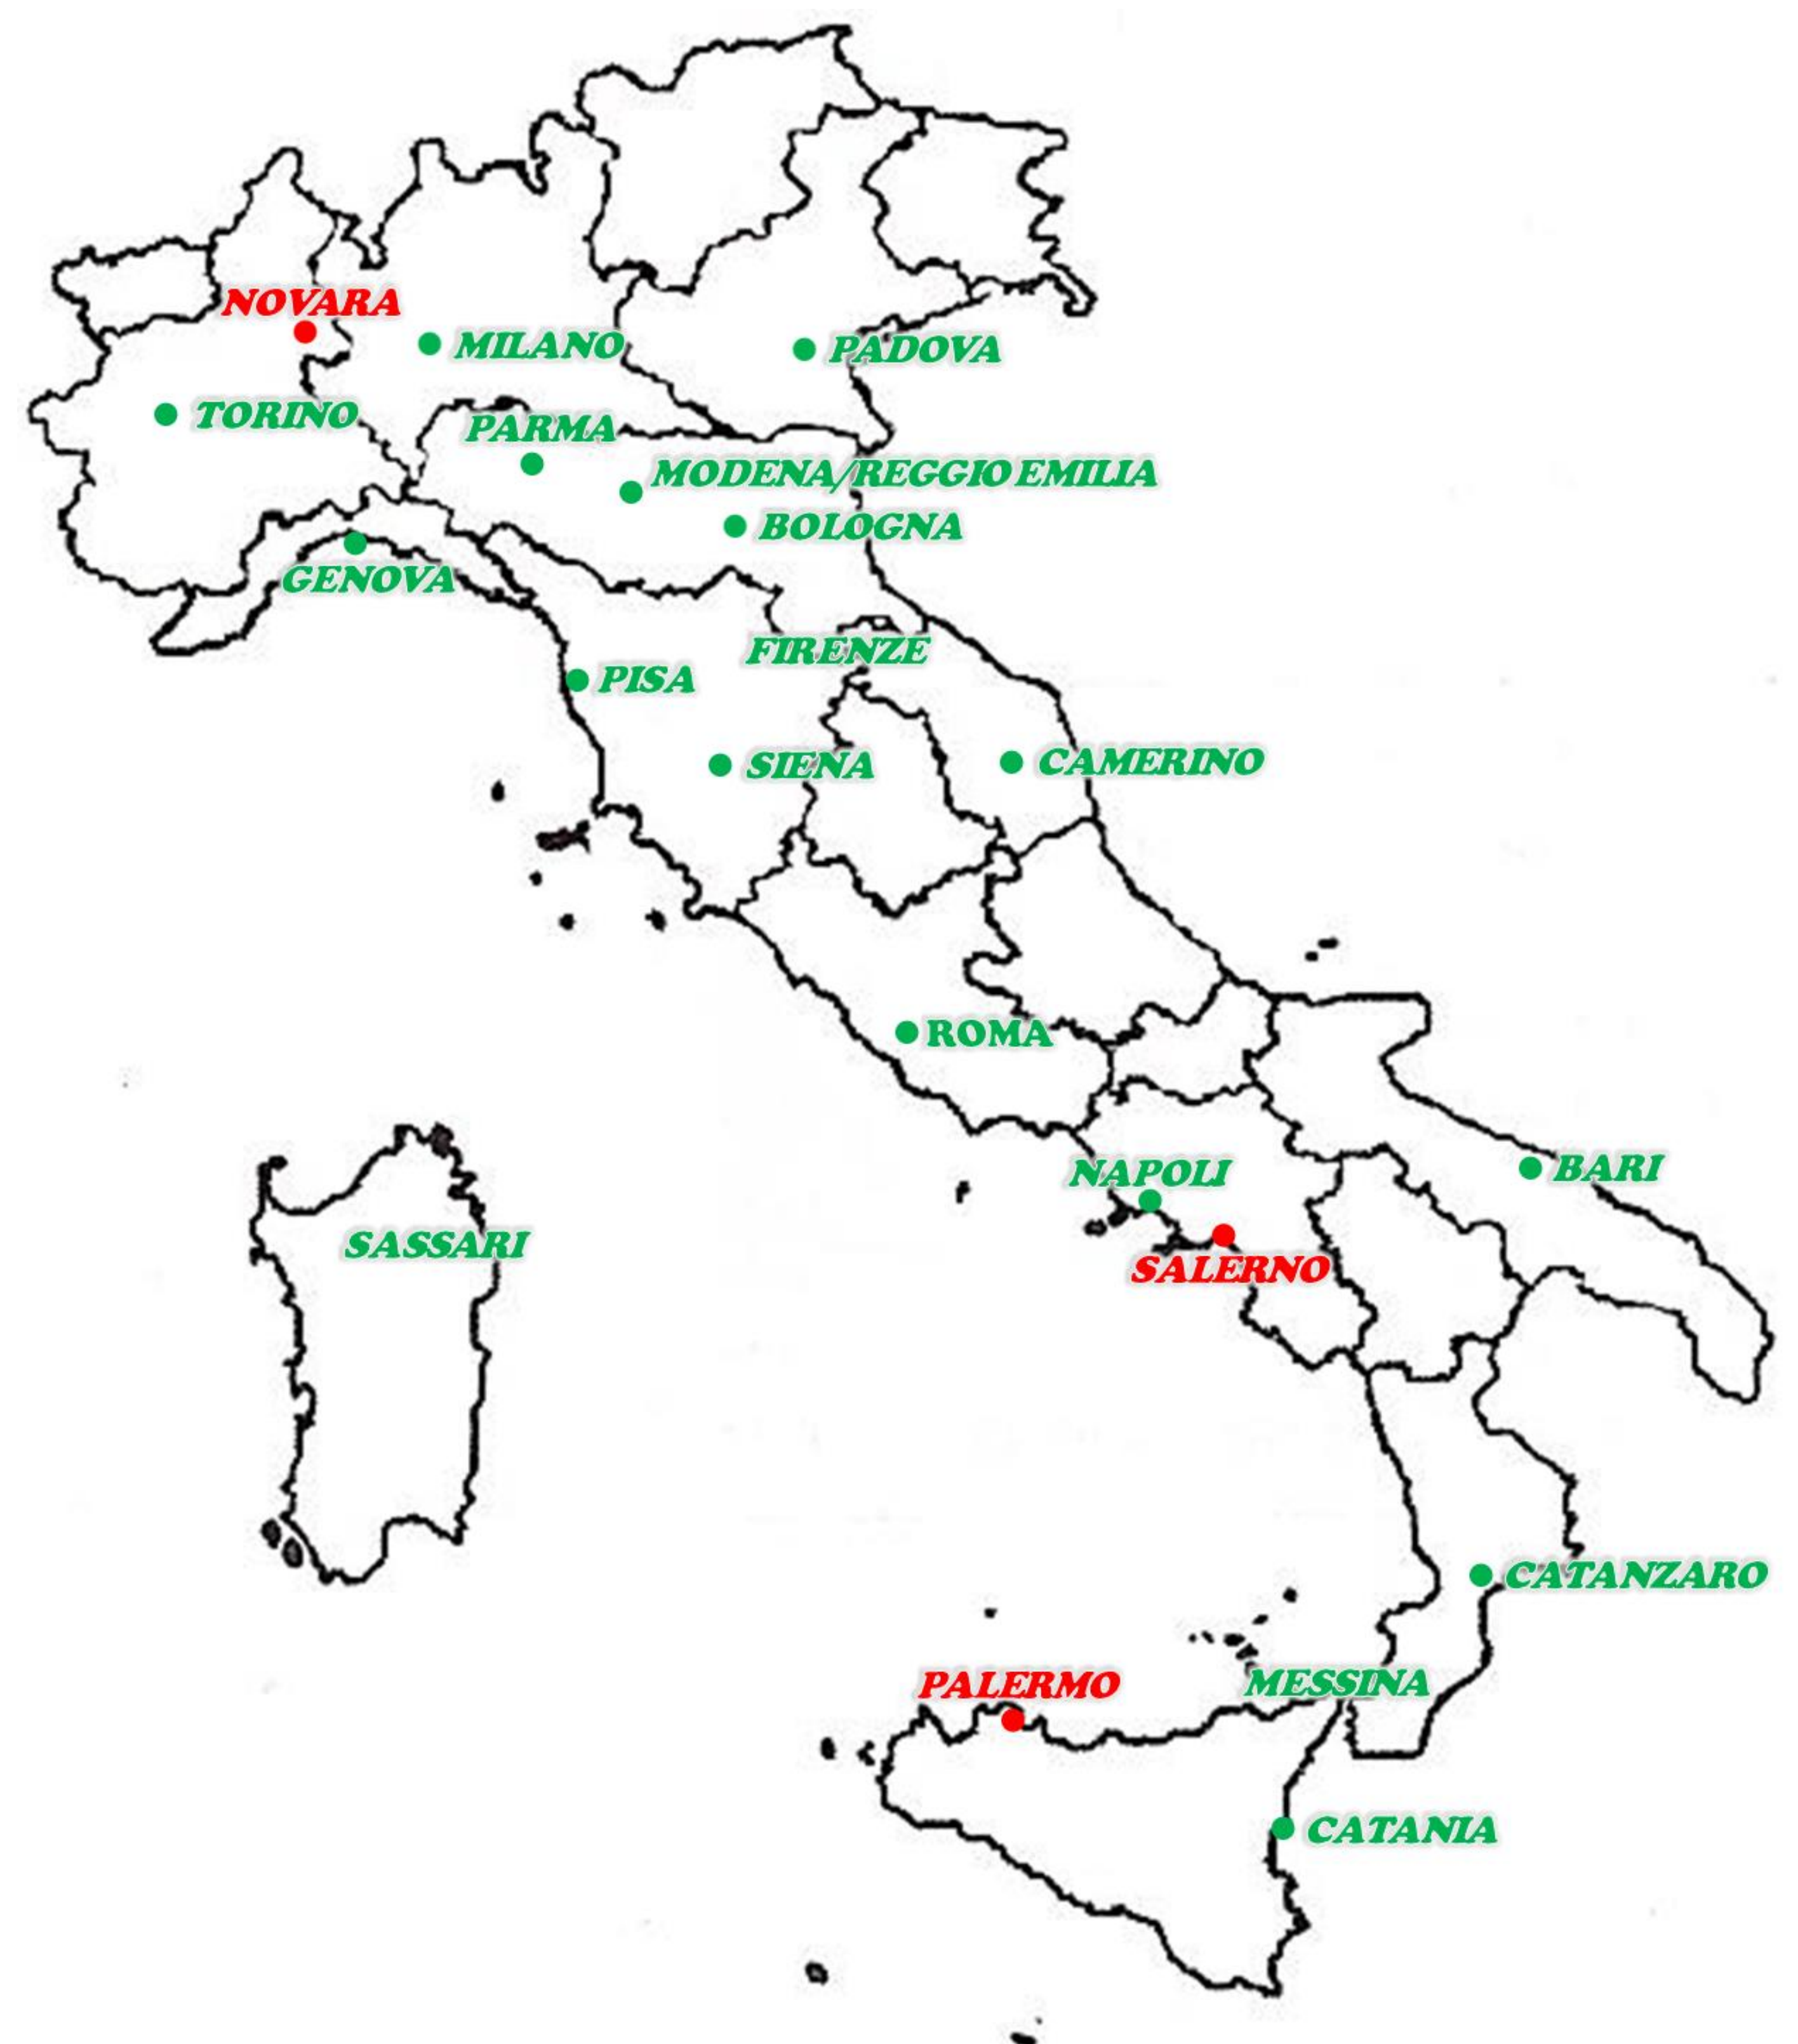 NOVARA
MILANO
PADOVA
TORINO
PARMA
MODENA/REGGIO EMILIA
BOLOGNA
GENOVA
FIRENZE
PISA
SIENA
CAMERINO
ROMA
NAPOLI
BARI
SASSARI
SALERNO
CATANZARO
PALERMO
MESSINA
CATANIA